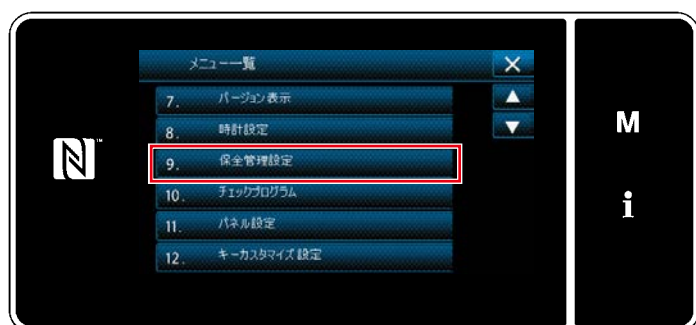 メニュー一覧
7. バージョン表示
8. 時計設定
9. 保全管理設定
10. チェックプログラム
11. パネル設定
12. キーカスタマイズ設定
M
i